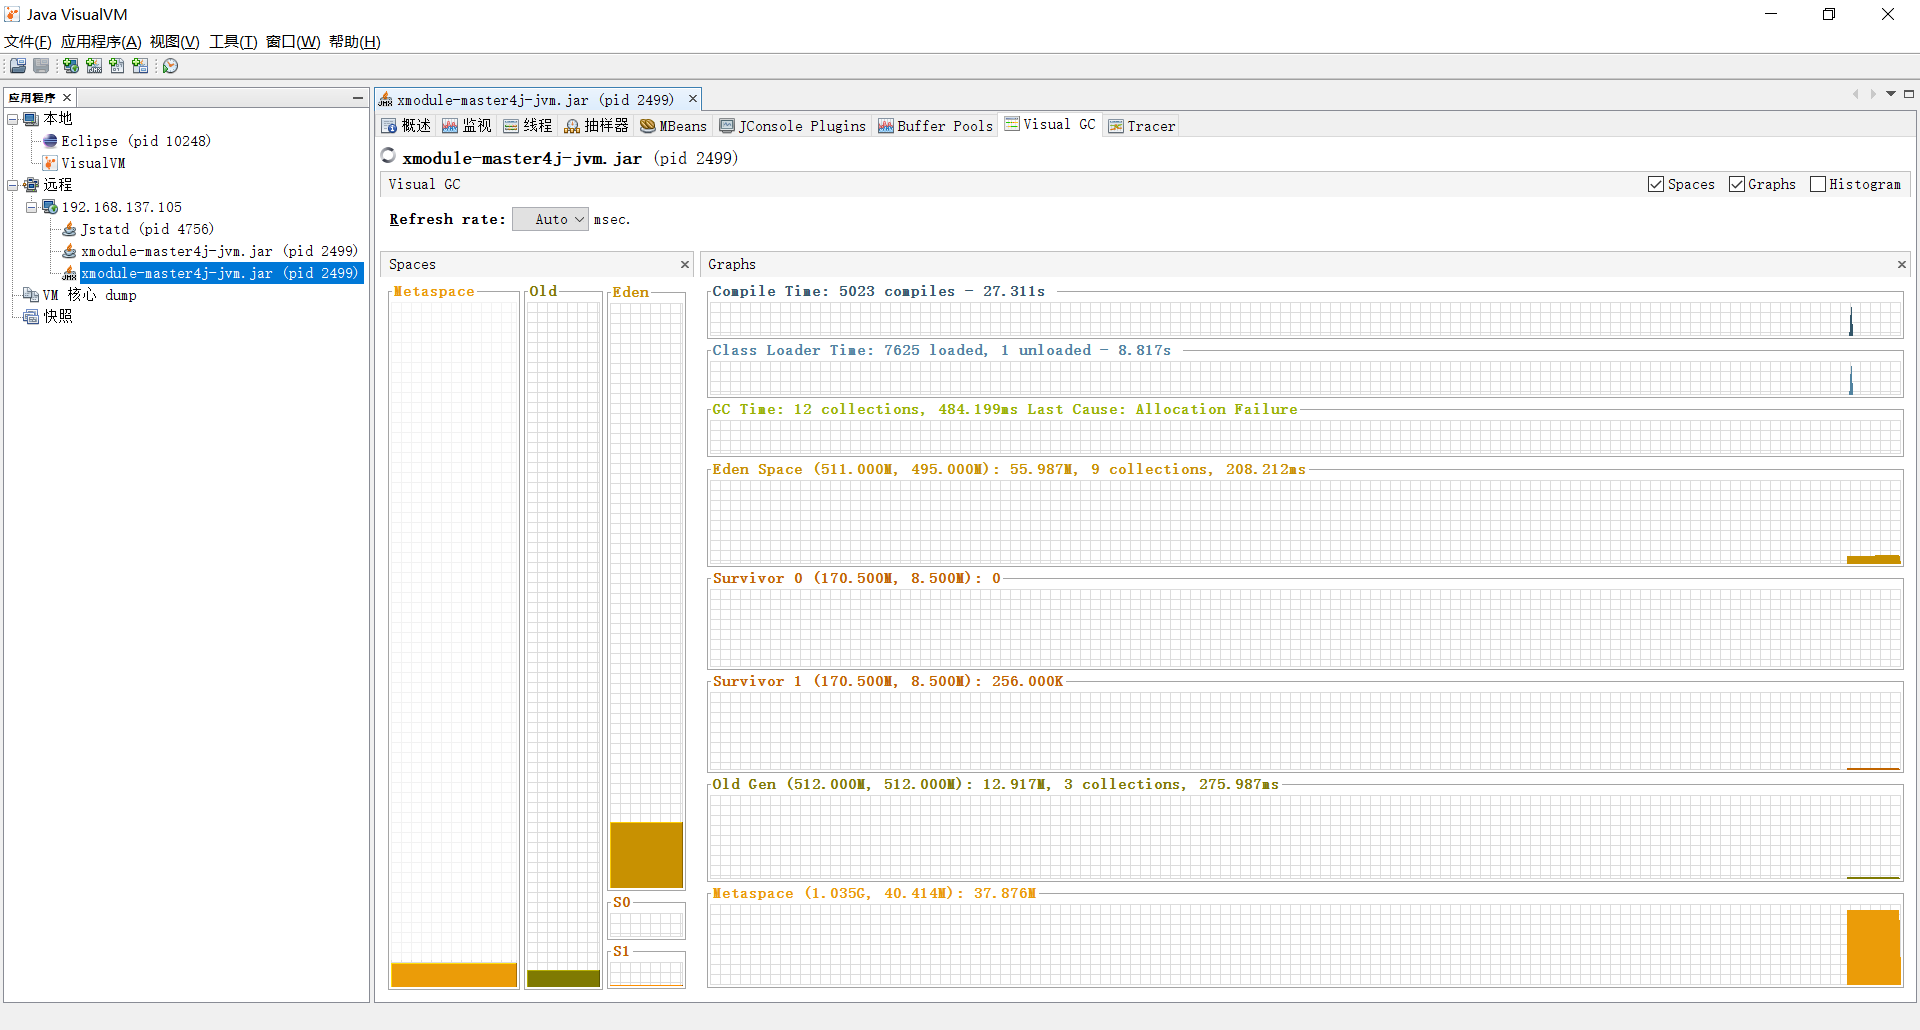 Java VisualVM
文件(F) 应用程序(A) 视图(V) 工具(T) 窗口(W) 帮助(H)
应用程序
本地
Eclipse (pid 10248)
VisualVM
远程
192.168.137.105
Jstatd (pid 4756)
xmodule-master4j-jvm.jar (pid 2499)
xmodule-master4j-jvm.jar (pid 2499)
VM 核心 dump
快照
xmodule-master4j-jvm.jar (pid 2499)
概述 监视 线程 抽样器 MBeans JConsole Plugins Buffer Pools Visual GC Tracer
xmodule-master4j-jvm.jar (pid 2499)
Visual GC
Spaces Graphs Histogram
Refresh rate: Auto msec.
Spaces
Metaspace
Old
Eden
S0
S1
Graphs
Compile Time: 5023 compiles - 27.311s
Class Loader Time: 7625 loaded, 1 unloaded - 8.817s
GC Time: 12 collections, 484.199ms Last Cause: Allocation Failure
Eden Space (511.000M, 495.000M): 55.987M, 9 collections, 208.212ms
Survivor 0 (170.500M, 8.500M): 0
Survivor 1 (170.500M, 8.500M): 256.000K
Old Gen (512.000M, 512.000M): 12.917M, 3 collections, 275.987ms
Metaspace (1.035G, 40.414M): 37.876M